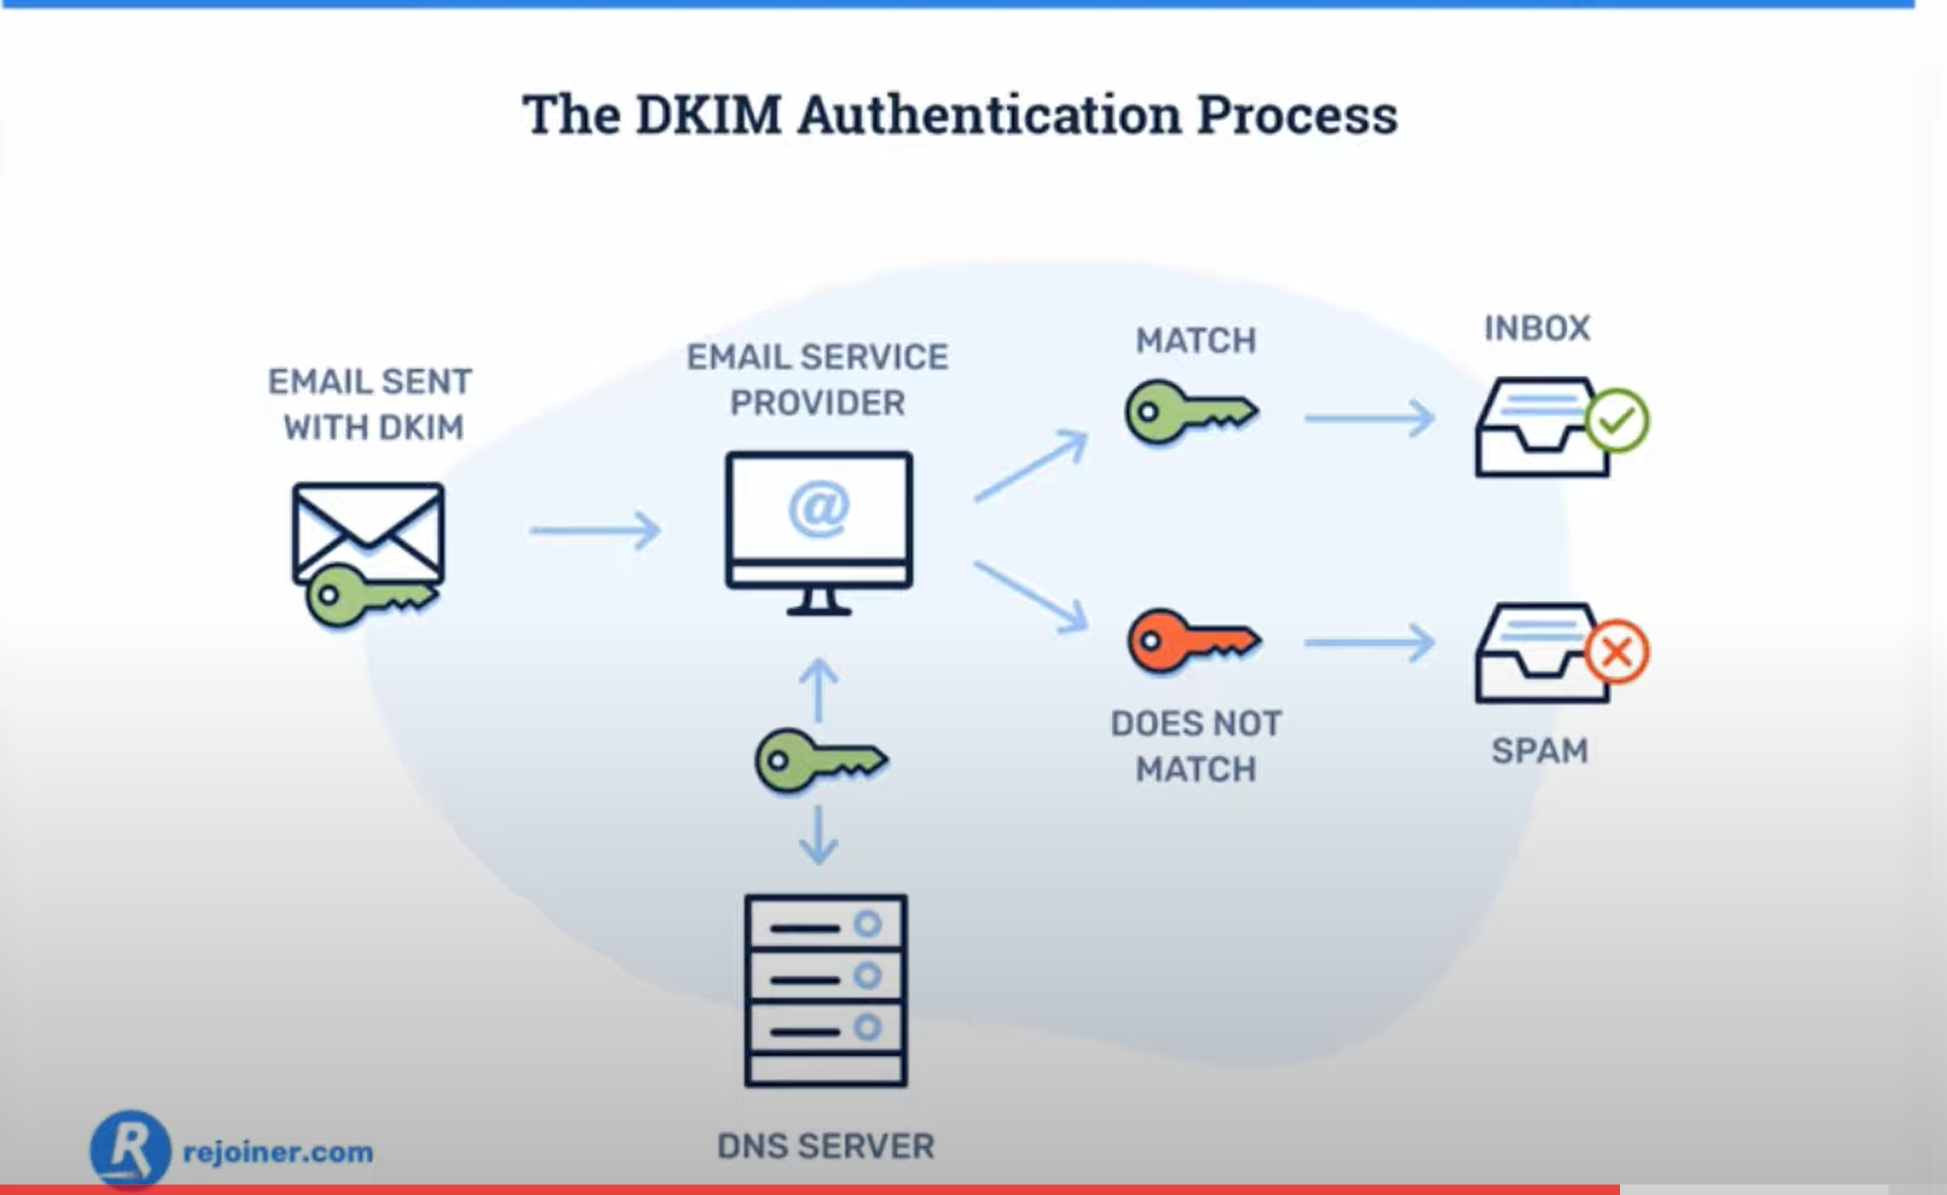 The DKIM Authentication Process
EMAIL SENT
WITH DKIM
EMAIL SERVICE
PROVIDER
@
MATCH
INBOX
DOES NOT
MATCH
SPAM
DNS SERVER
R
rejoiner.com